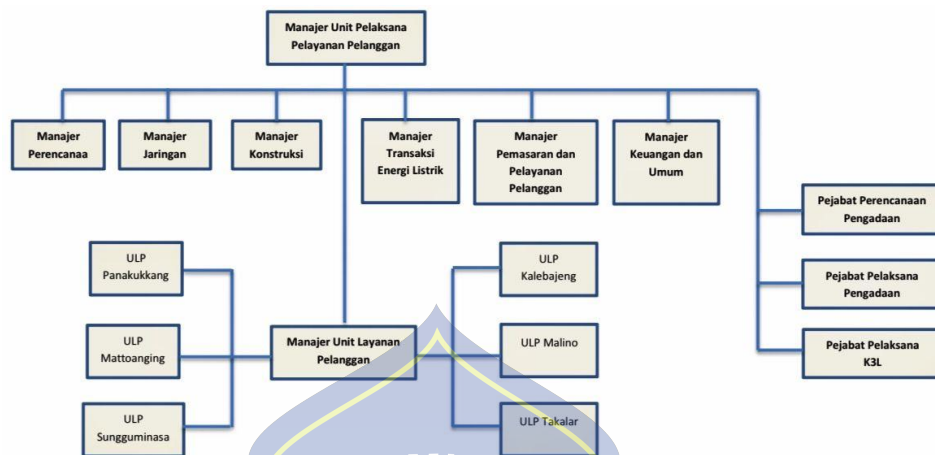 Manajer Unit Pelaksana
Pelayanan Pelanggan
Manajer
Perencanaa
Manajer
Jaringan
Manajer
Konstruksi
Manajer
Transaksi
Energi Listrik
Manajer
Pemasaran dan
Pelayanan
Pelanggan
Manajer
Keuangan dan
Umum
Pejabat Perencanaan
Pengadaan
Pejabat Pelaksana
Pengadaan
Pejabat Pelaksana
K3L
ULP
Panakukkang
ULP
Mattoanging
ULP
Sungguminasa
Manajer Unit Layanan
Pelanggan
ULP
Kalebajeng
ULP Malino
ULP Takalar